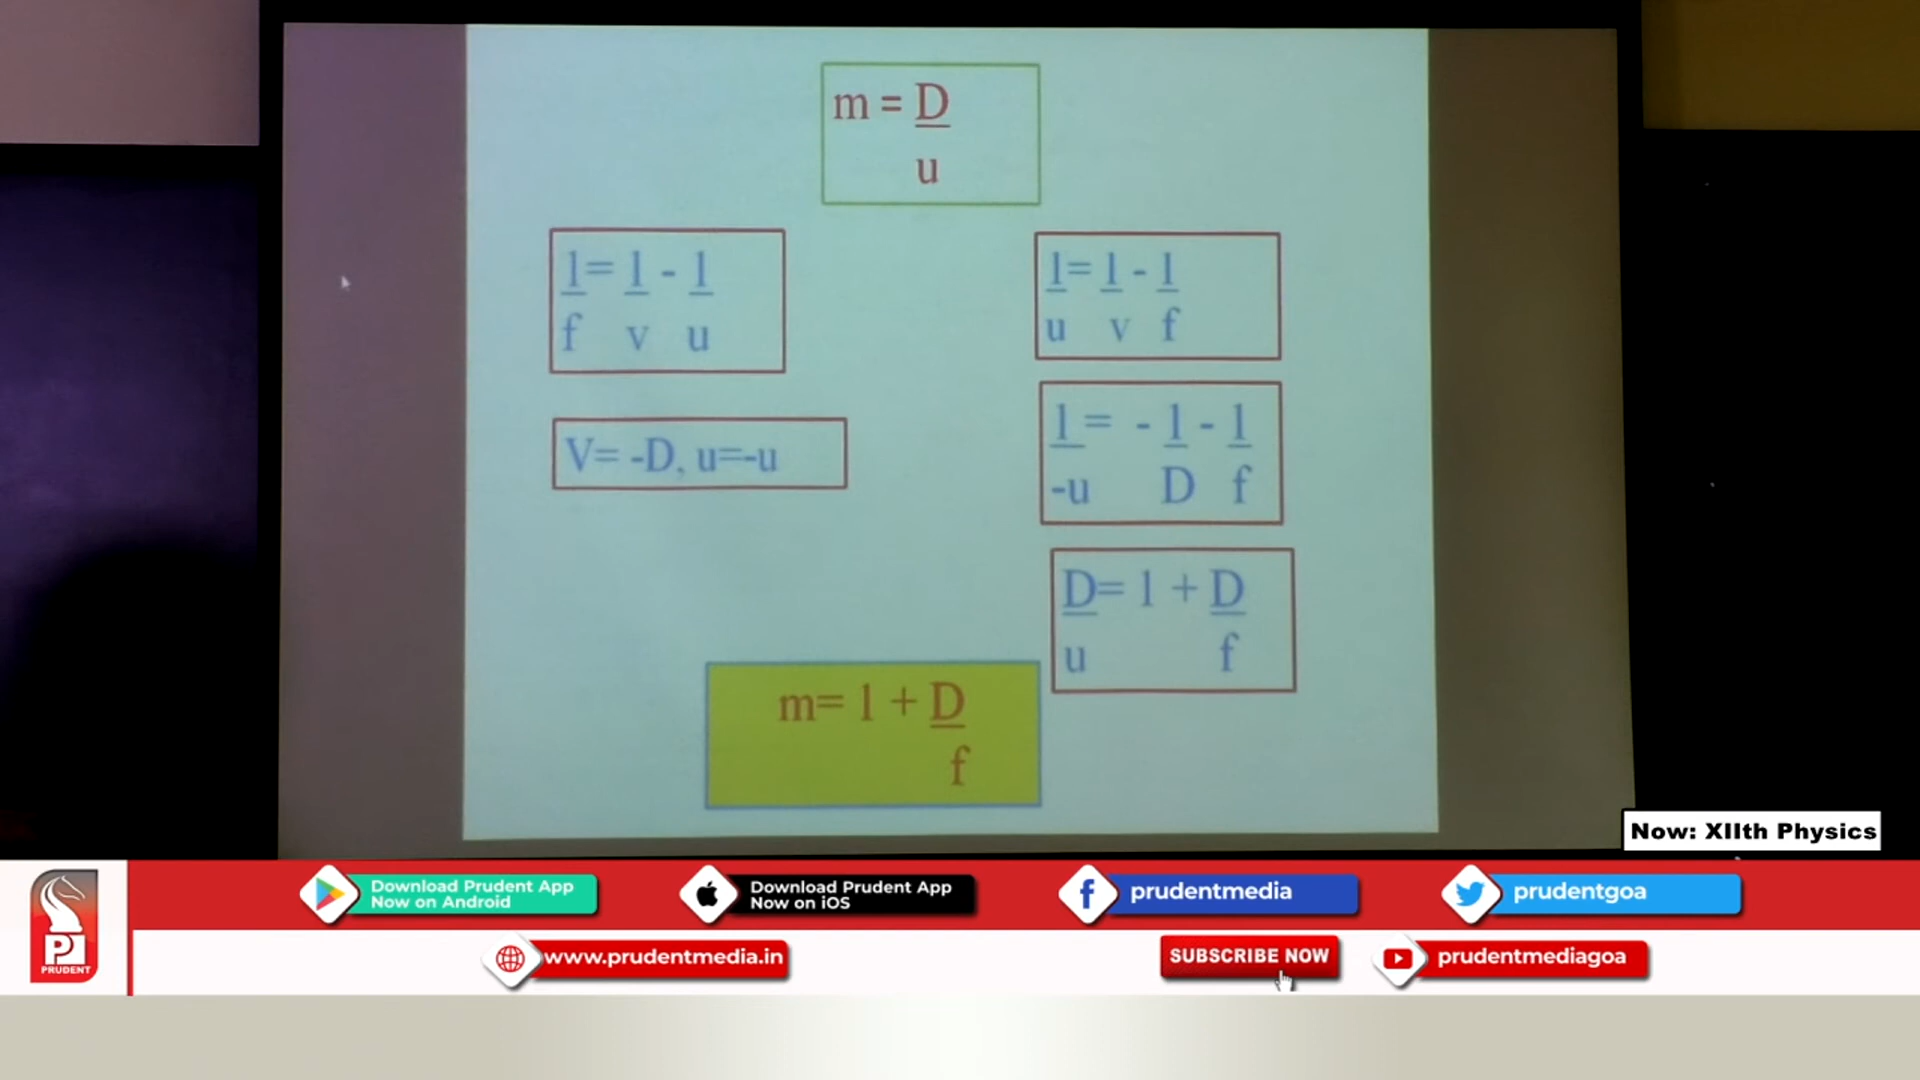 m = D
u
1= 1 - 1
f v u
V= -D, u=-u
1= 1 - 1
u v f
1= - 1 - 1
-u D f
D= 1 + D
u f
m= 1 + D
f
Now: XIIth Physics
PRUDENT
Download Prudent App
Now on Android
Download Prudent App
Now on iOS
prudentmedia
prudentgoa
www.prudentmedia.in
SUBSCRIBE NOW
prudentmediagoa